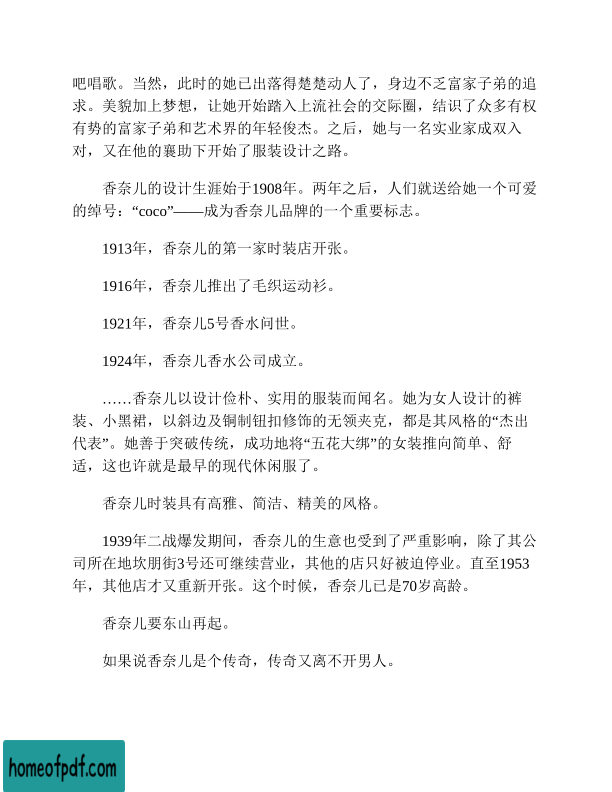 吧唱歌。当然，此时的她已出落得楚楚动人了，身边不乏富家子弟的追
求。美貌加上梦想，让她开始踏入上流社会的交际圈，结识了众多有权
有势的富家子弟和艺术界的年轻俊杰。之后，她与一名实业家成双入
对，又在他的襄助下开始了服装设计之路。
香奈儿的设计生涯始于1908年。两年之后，人们就送给她一个可爱
的绰号：“coco”——成为香奈儿品牌的一个重要标志。
1913年，香奈儿的第一家时装店开张。
1916年，香奈儿推出了毛织运动衫。
1921年，香奈儿5号香水问世。
1924年，香奈儿香水公司成立。
……香奈儿以设计俭朴、实用的服装而闻名。她为女人设计的裤
装、小黑裙，以斜边及铜制钮扣修饰的无领夹克，都是其风格的“杰出
代表”。她善于突破传统，成功地将“五花大绑”的女装推向简单、舒
适，这也许就是最早的现代休闲服了。
香奈儿时装具有高雅、简洁、精美的风格。
1939年二战爆发期间，香奈儿的生意也受到了严重影响，除了其公
司所在地坎朋街3号还可继续营业，其他的店只好被迫停业。直至1953
年，其他店才又重新开张。这个时候，香奈儿已是70岁高龄。
香奈儿要东山再起。
如果说香奈儿是个传奇，传奇又离不开男人。
homeofpdf.com